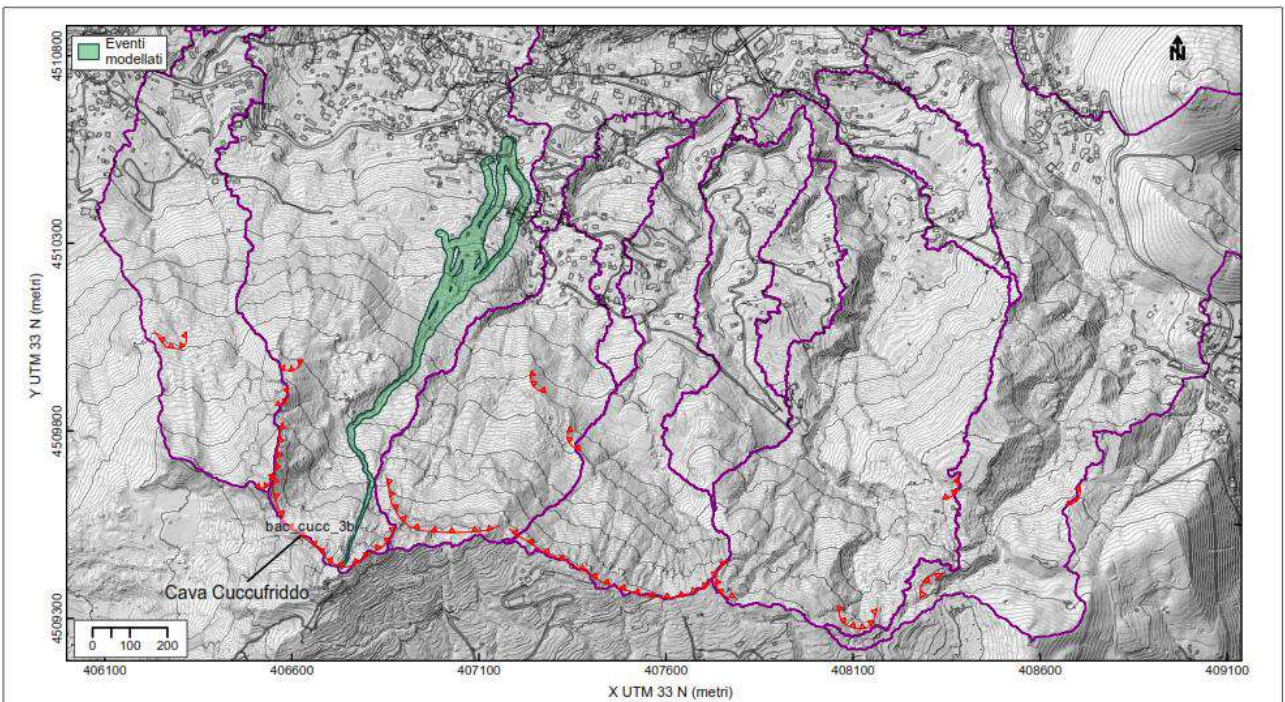 Eventi
modellati
N
4510800
4510300
4509800
4509300
Y UTM 33 N (metri)
bac_cucc_3b
Cava Cuccufriddo
0 100 200
406100 406600 407100 407600 408100 408600 409100
X UTM 33 N (metri)